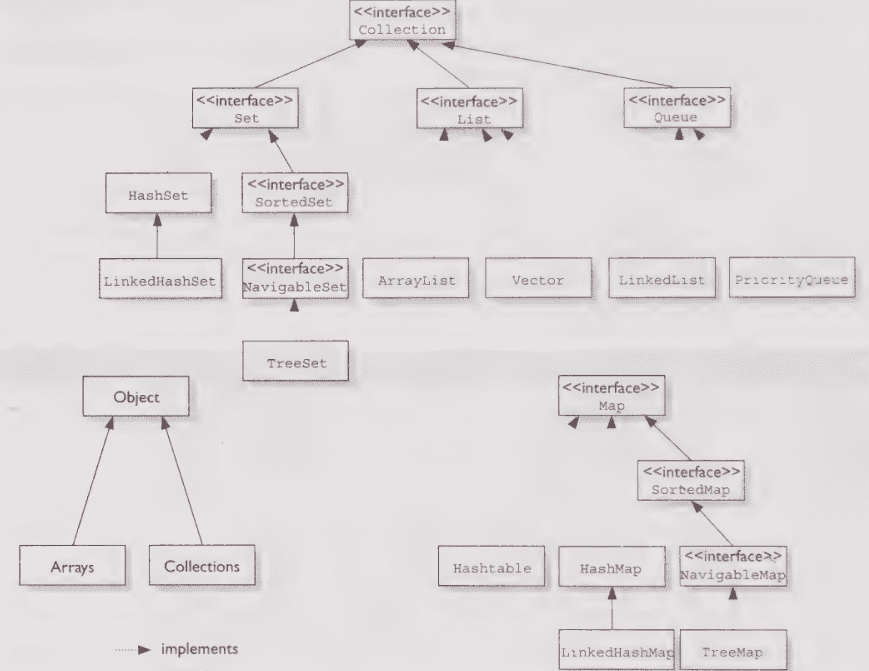 <<interface>>
Collection
<<interface>>
Set
<<interface>>
List
<<interface>>
Queue
HashSet
<<interface>>
SortedSet
LinkedHashSet
<<interface>>
NavigableSet
ArrayList
Vector
LinkedList
PriorityQueue
TreeSet
Object
<<interface>>
Map
<<interface>>
SortedMap
Arrays
Collections
Hashtable
HashMap
<<interface>>
NavigableMap
LinkedHashMap
TreeMap
implements